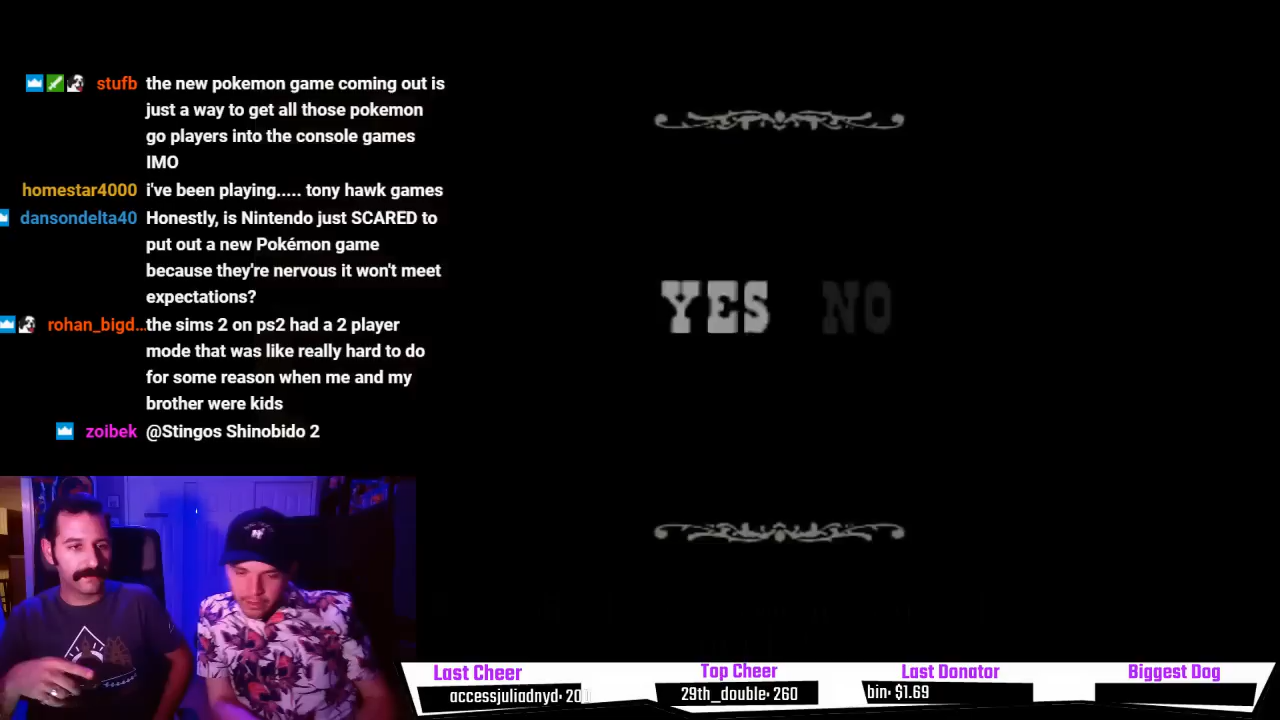 stufb the new pokemon game coming out is
just a way to get all those pokemon
go players into the console games
IMO
homestar4000 i've been playing..... tony hawk games
dansondelta40 Honestly, is Nintendo just SCARED to
put out a new Pokémon game
because they're nervous it won't meet
expectations?
rohan_bigd... the sims 2 on ps2 had a 2 player
mode that was like really hard to do
for some reason when me and my
brother were kids
zoibek @Stingos Shinobido 2
YES NO
Last Cheer Top Cheer Last Donator Biggest Dog
accessjuliadnyd: 201 29th_double: 260 bin: $1.69